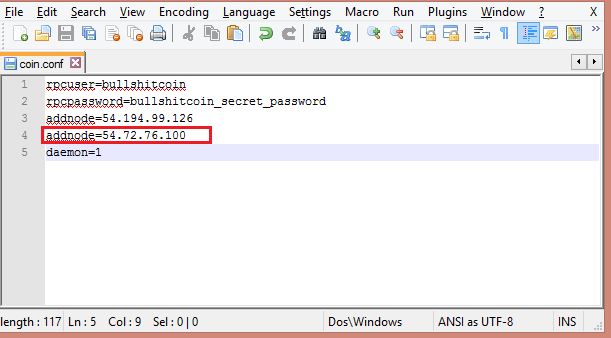 File Edit Search View Encoding Language Settings Macro Run Plugins Window ? X
coin.conf
1 rpcuser=bullshitcoin
2 rpcpassword=bullshitcoin_secret_password
3 addnode=54.194.99.126
4 addnode=54.72.76.100
5 daemon=1
length : 117 Ln : 5 Col : 9 Sel : 0 | 0 Dos\Windows ANSI as UTF-8 INS